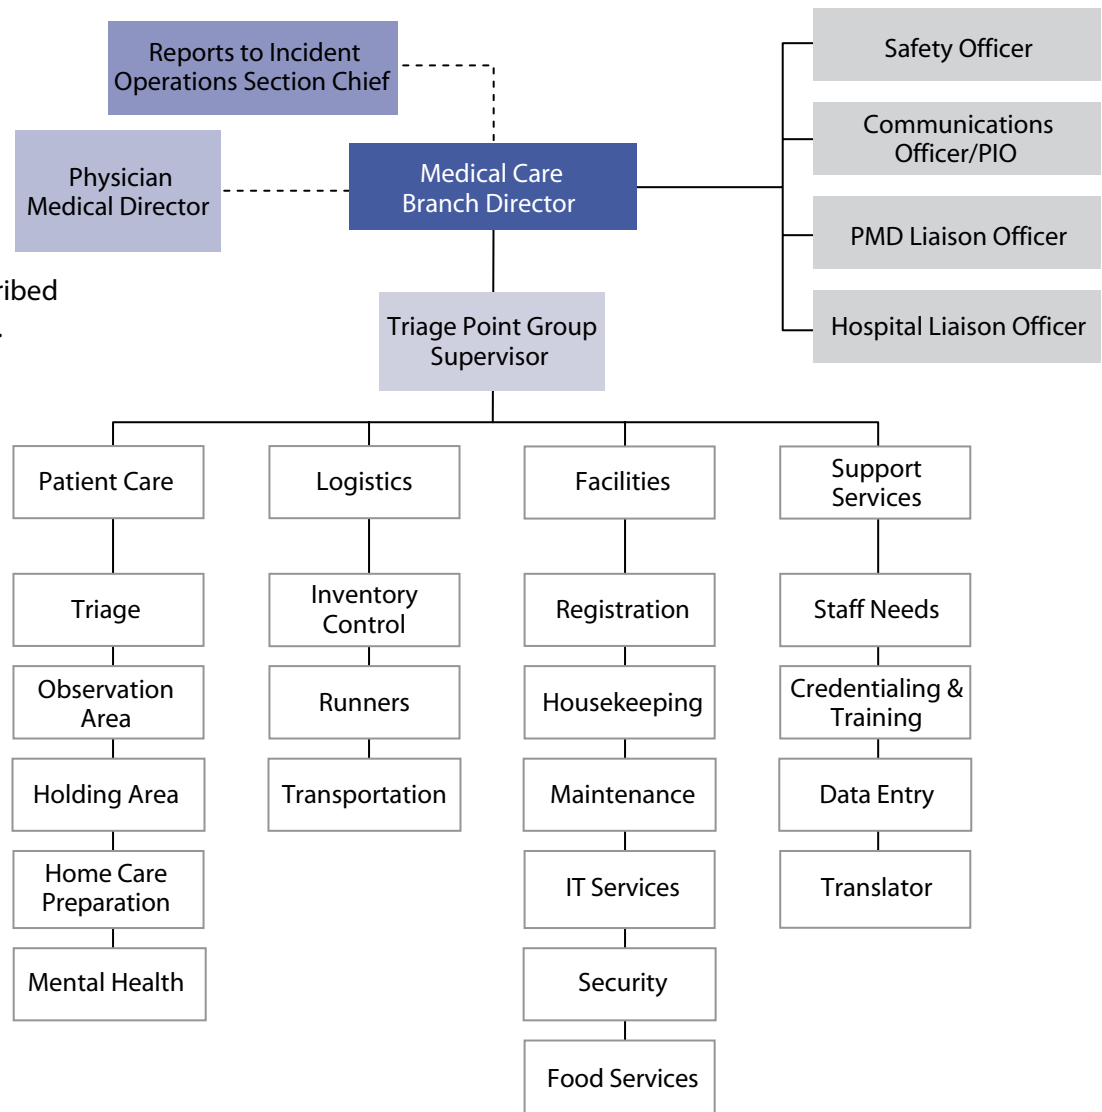 Reports to Incident
Operations Section Chief
Safety Officer
Communications
Officer/PIO
Physician
Medical Director
Medical Care
Branch Director
PMD Liaison Officer
Hospital Liaison Officer
ribed
.
Triage Point Group
Supervisor
Patient Care
Logistics
Facilities
Support
Services
Triage
Inventory
Control
Registration
Staff Needs
Observation
Area
Runners
Housekeeping
Credentialing &
Training
Holding Area
Transportation
Maintenance
Data Entry
Home Care
Preparation
IT Services
Translator
Mental Health
Security
Food Services